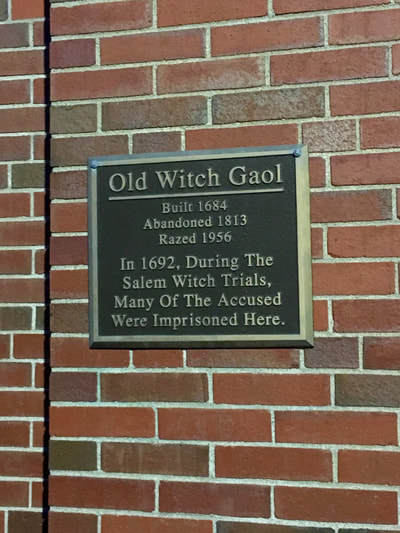 Old Witch Gaol
Built 1684
Abandoned 1813
Razed 1956
In 1692, During The
Salem Witch Trials,
Many Of The Accused
Were Imprisoned Here.